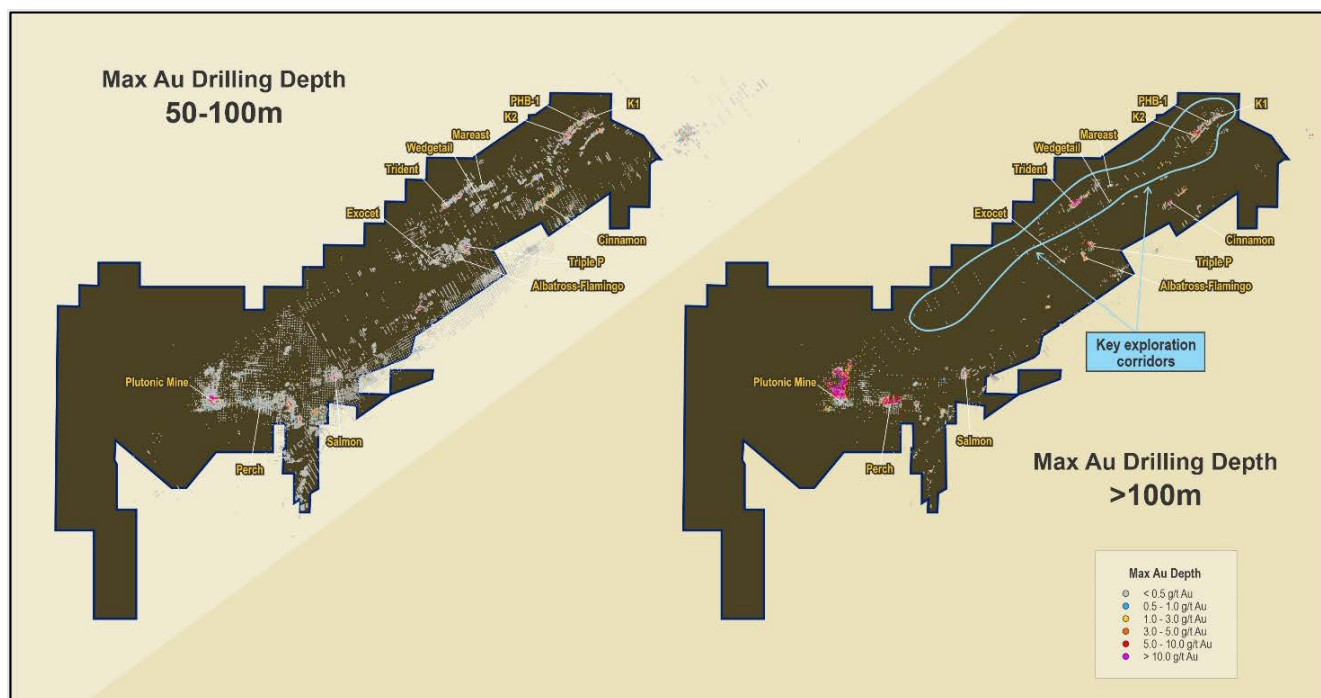 Max Au Drilling Depth
50-100m
PHB-1
K1
K2
Mareast
Wedgetail
Trident
Exocet
Cinnamon
Triple P
Albatross-Flamingo
Plutonic Mine
Salmon
Perch
PHB-1
K1
K2
Mareast
Wedgetail
Trident
Exocet
Cinnamon
Triple P
Albatross-Flamingo
Key exploration
corridors
Plutonic Mine
Salmon
Perch
Max Au Drilling Depth
>100m
Max Au Depth
< 0.5 g/t Au
0.5 - 1.0 g/t Au
1.0 - 3.0 g/t Au
3.0 - 5.0 g/t Au
5.0 - 10.0 g/t Au
> 10.0 g/t Au